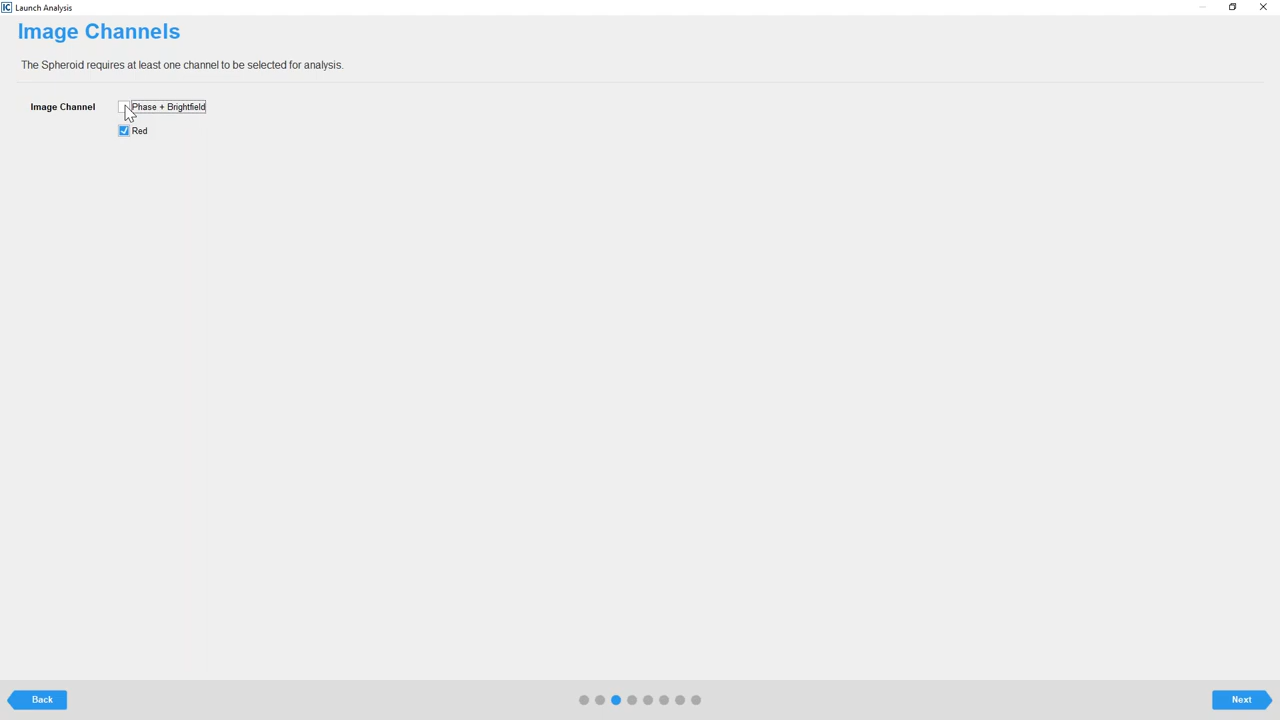 IC Launch Analysis
Image Channels
The Spheroid requires at least one channel to be selected for analysis.
Image Channel Phase + Brightfield
Red
Back Next